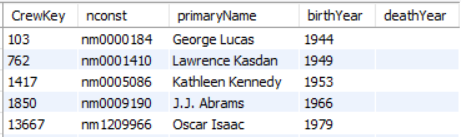 CrewKey nconst primaryName birthYear deathYear
103 nm0000184 George Lucas 1944
762 nm0001410 Lawrence Kasdan 1949
1417 nm0005086 Kathleen Kennedy 1953
1850 nm0009190 J.J. Abrams 1966
13667 nm1209966 Oscar Isaac 1979